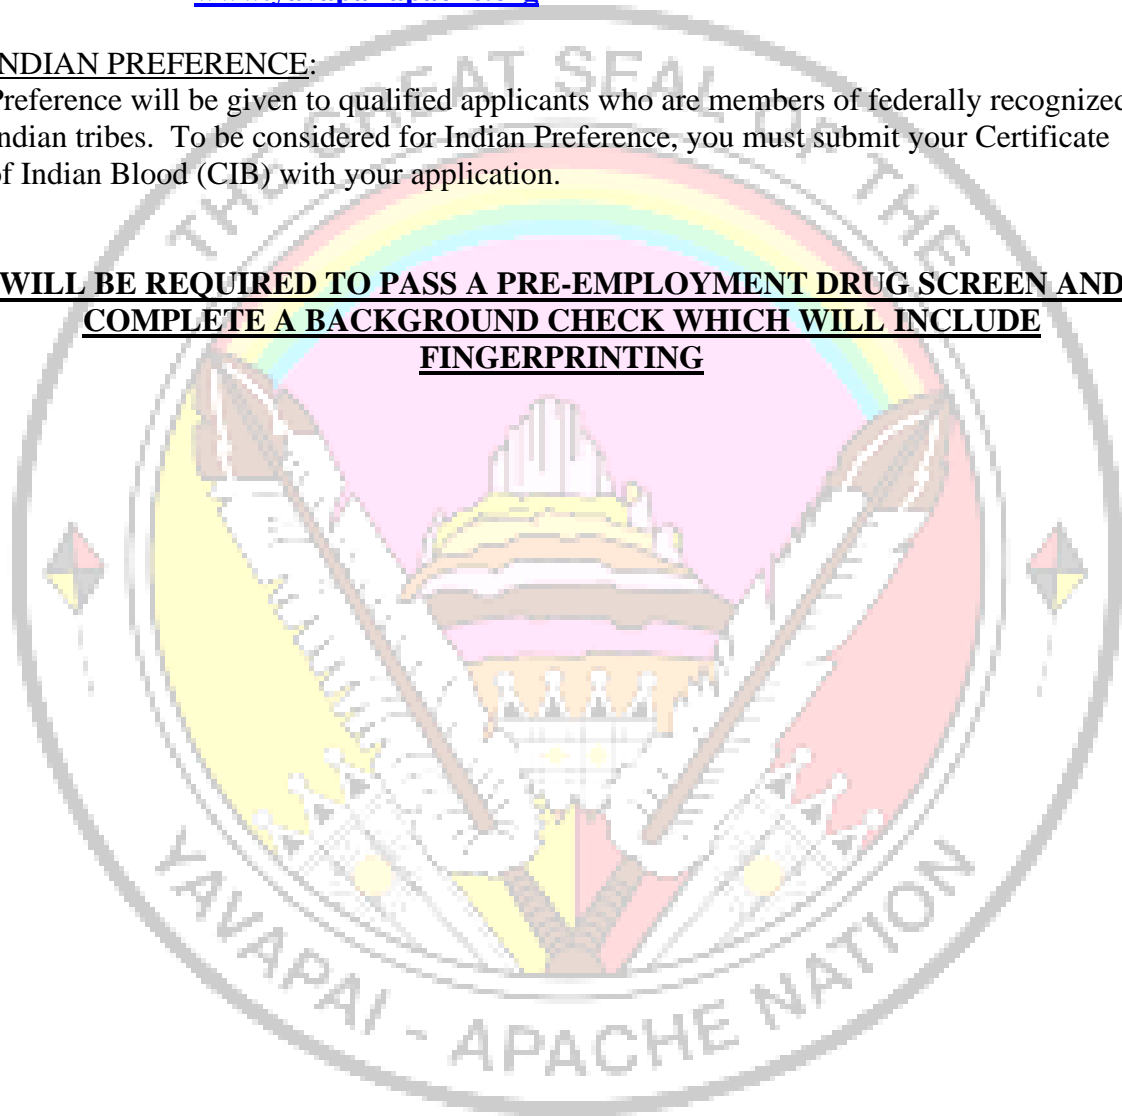 NDIAN PREFERENCE:
Preference will be given to qualified applicants who are members of federally recognized
ndian tribes.  To be considered for Indian Preference, you must submit your Certificate
of Indian Blood (CIB) with your application.
WILL BE REQUIRED TO PASS A PRE-EMPLOYMENT DRUG SCREEN AND
COMPLETE A BACKGROUND CHECK WHICH WILL INCLUDE
FINGERPRINTING
THE GREAT SEAL OF THE
YAVAPAI - APACHE NATION